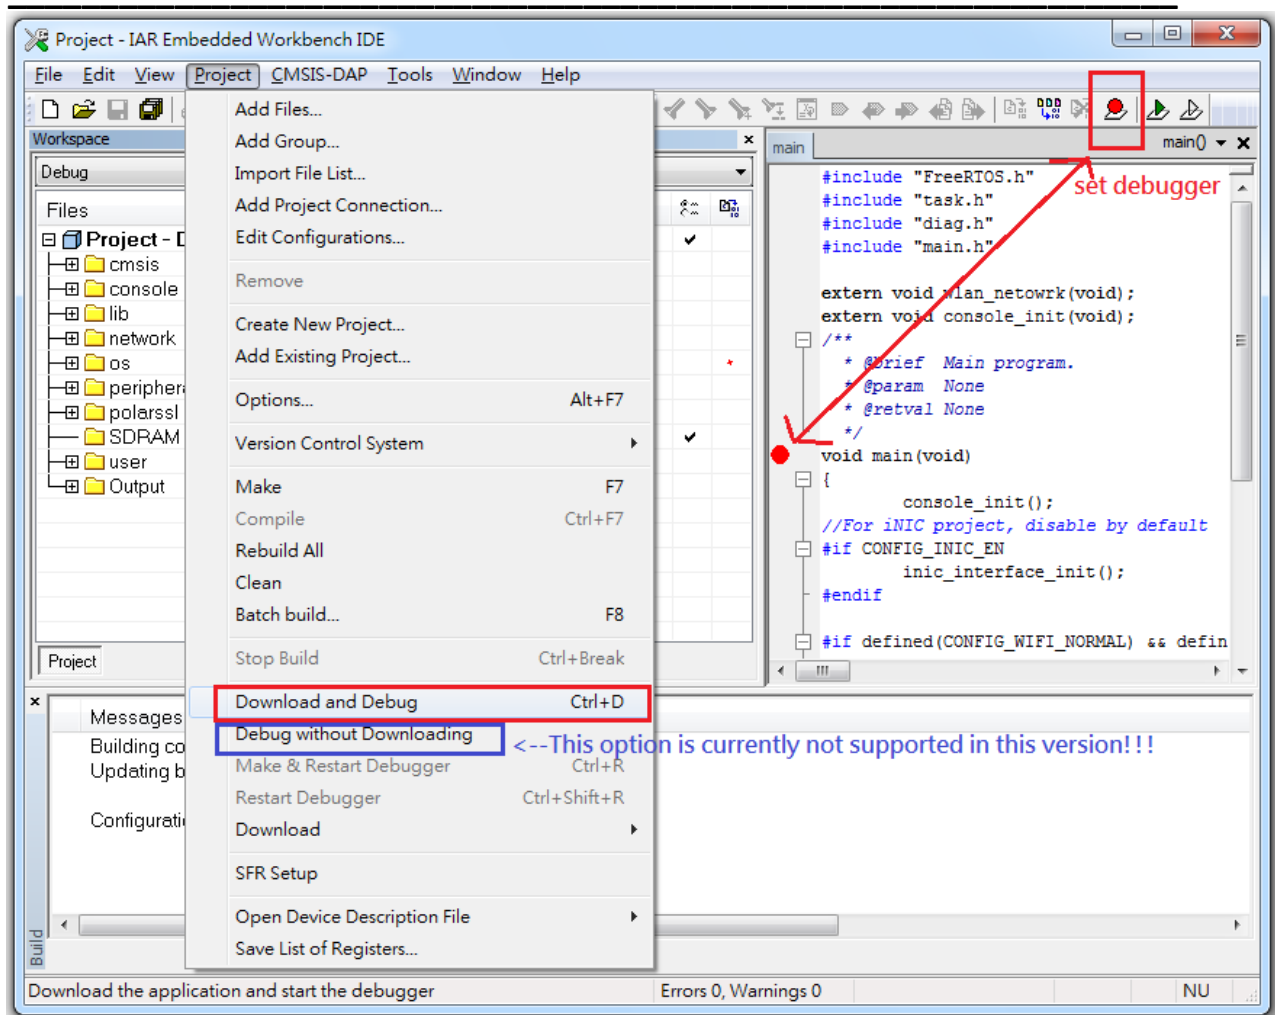 Project - IAR Embedded Workbench IDE
File Edit View Project CMSIS-DAP Tools Window Help
Workspace
Debug
Files
Project - D
cmsis
console
lib
network
os
peripher
polarssl
SDRAM
user
Output
Project
Add Files...
Add Group...
Import File List...
Add Project Connection...
Edit Configurations...
Remove
Create New Project...
Add Existing Project...
Options... Alt+F7
Version Control System
Make F7
Compile Ctrl+F7
Rebuild All
Clean
Batch build... F8
Stop Build Ctrl+Break
Download and Debug Ctrl+D
Debug without Downloading
Make & Restart Debugger Ctrl+R
Restart Debugger Ctrl+Shift+R
Download
SFR Setup
Open Device Description File
Save List of Registers...
<--This option is currently not supported in this version!!!
main
main()
set debugger
#include "FreeRTOS.h"
#include "task.h"
#include "diag.h"
#include "main.h"
extern void wlan_netowrk(void);
extern void console_init(void);
/**
* @brief Main program.
* @param None
* @retval None
*/
void main(void)
{
console_init();
//For iNIC project, disable by default
#if CONFIG_INIC_EN
inic_interface_init();
#endif
#if defined(CONFIG_WIFI_NORMAL) && defin
Messages
Building co
Updating b
Configurati
Build
Download the application and start the debugger
Errors 0, Warnings 0
NU